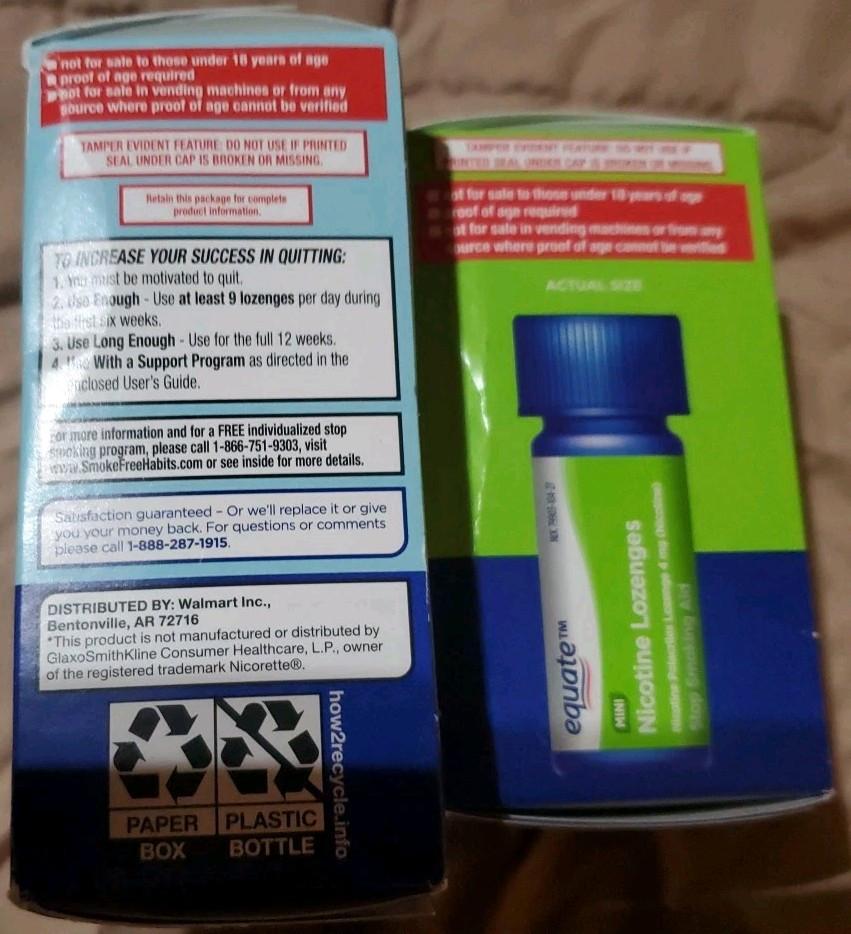 not for sale to those under 18 years of age
proof of age required
not for sale in vending machines or from any
source where proof of age cannot be verified
TAMPER EVIDENT FEATURE: DO NOT USE IF PRINTED
SEAL UNDER CAP IS BROKEN OR MISSING.
Retain this package for complete
product information.
TO INCREASE YOUR SUCCESS IN QUITTING:
1. You must be motivated to quit.
2. Use Enough - Use at least 9 lozenges per day during
the first six weeks.
3. Use Long Enough - Use for the full 12 weeks.
4. Use With a Support Program as directed in the
enclosed User's Guide.
For more information and for a FREE individualized stop
smoking program, please call 1-866-751-9303, visit
www.SmokeFreeHabits.com or see inside for more details.
Satisfaction guaranteed – Or we'll replace it or give
you your money back. For questions or comments
please call 1-888-287-1915.
DISTRIBUTED BY: Walmart Inc.,
Bentonville, AR 72716
*This product is not manufactured or distributed by
GlaxoSmithKline Consumer Healthcare, L.P., owner
of the registered trademark Nicorette®.
PAPER
BOX
PLASTIC
BOTTLE
how2recycle.info
TAMPER EVIDENT FEATURE: DO NOT USE IF
PRINTED SEAL UNDER CAP IS BROKEN OR MISSING.
not for sale to those under 18 years of age
proof of age required
not for sale in vending machines or from any
source where proof of age cannot be verified
ACTUAL SIZE
equate™
MINI
Nicotine Lozenges
Nicotine Polacrilex Lozenge 4 mg (Nicotine)
Stop Smoking Aid